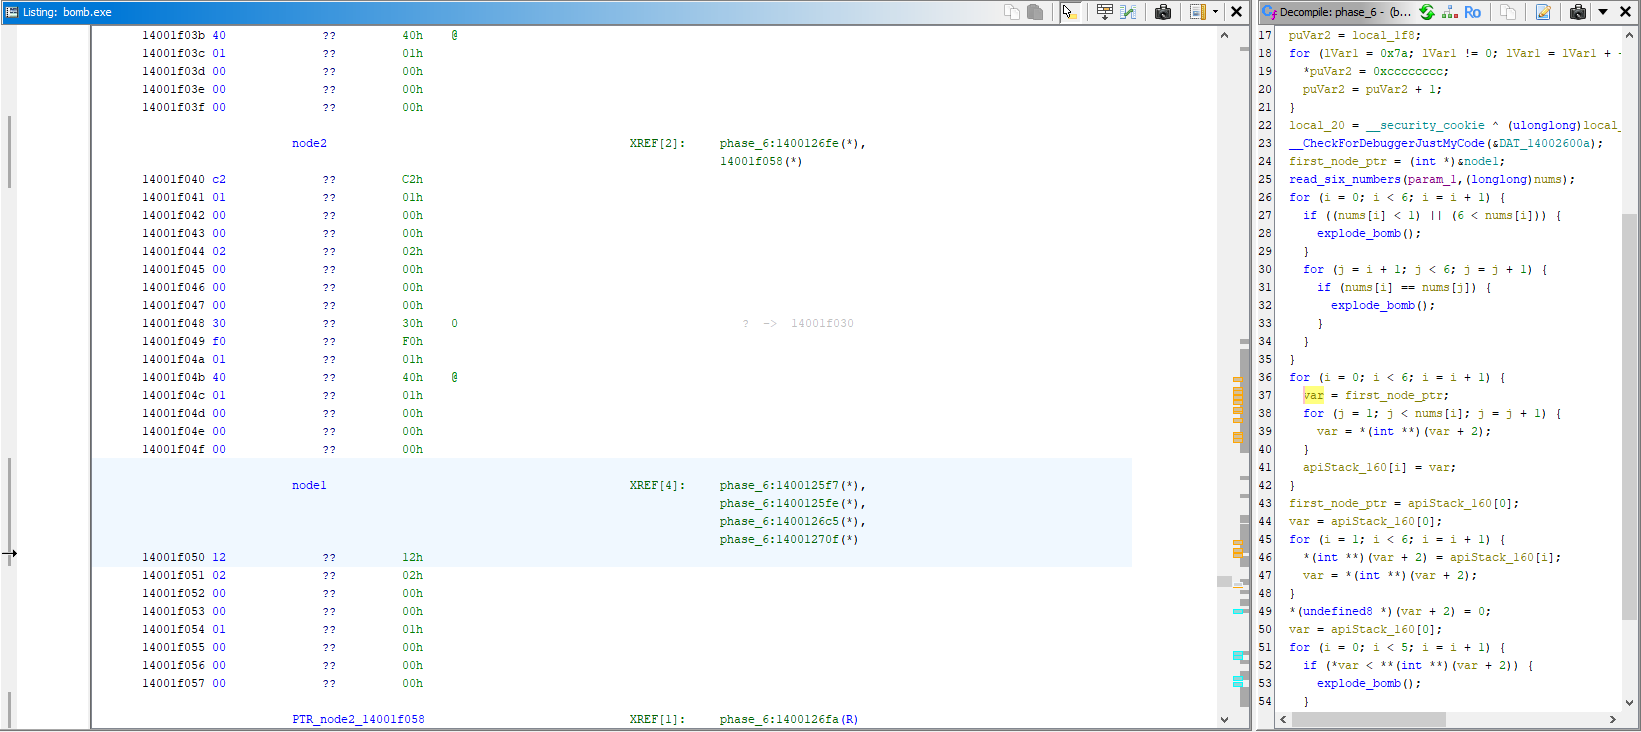 Listing: bomb.exe
14001f03b 40 ?? 40h @
14001f03c 01 ?? 01h
14001f03d 00 ?? 00h
14001f03e 00 ?? 00h
14001f03f 00 ?? 00h
node2 XREF[2]: phase_6:1400126fe(*),
14001f058(*)
14001f040 c2 ?? C2h
14001f041 01 ?? 01h
14001f042 00 ?? 00h
14001f043 00 ?? 00h
14001f044 02 ?? 02h
14001f045 00 ?? 00h
14001f046 00 ?? 00h
14001f047 00 ?? 00h
14001f048 30 ?? 30h 0 ? -> 14001f030
14001f049 f0 ?? F0h
14001f04a 01 ?? 01h
14001f04b 40 ?? 40h @
14001f04c 01 ?? 01h
14001f04d 00 ?? 00h
14001f04e 00 ?? 00h
14001f04f 00 ?? 00h
node1 XREF[4]: phase_6:1400125f7(*),
phase_6:1400125fe(*),
phase_6:1400126c5(*),
phase_6:14001270f(*)
14001f050 12 ?? 12h
14001f051 02 ?? 02h
14001f052 00 ?? 00h
14001f053 00 ?? 00h
14001f054 01 ?? 01h
14001f055 00 ?? 00h
14001f056 00 ?? 00h
14001f057 00 ?? 00h
PTR_node2_14001f058 XREF[1]: phase_6:1400126fa(R)
Decompile: phase_6 - (b... Ro
17 puVar2 = local_1f8;
18 for (lVar1 = 0x7a; lVar1 != 0; lVar1 = lVar1 + -
19 *puVar2 = 0xcccccccc;
20 puVar2 = puVar2 + 1;
21 }
22 local_20 = __security_cookie ^ (ulonglong)local_
23 __CheckForDebuggerJustMyCode(&DAT_14002600a);
24 first_node_ptr = (int *)&node1;
25 read_six_numbers(param_1,(longlong)nums);
26 for (i = 0; i < 6; i = i + 1) {
27 if ((nums[i] < 1) || (6 < nums[i])) {
28 explode_bomb();
29 }
30 for (j = i + 1; j < 6; j = j + 1) {
31 if (nums[i] == nums[j]) {
32 explode_bomb();
33 }
34 }
35 }
36 for (i = 0; i < 6; i = i + 1) {
37 var = first_node_ptr;
38 for (j = 1; j < nums[i]; j = j + 1) {
39 var = *(int **)(var + 2);
40 }
41 apiStack_160[i] = var;
42 }
43 first_node_ptr = apiStack_160[0];
44 var = apiStack_160[0];
45 for (i = 1; i < 6; i = i + 1) {
46 *(int **)(var + 2) = apiStack_160[i];
47 var = *(int **)(var + 2);
48 }
49 *(undefined8 *)(var + 2) = 0;
50 var = apiStack_160[0];
51 for (i = 0; i < 5; i = i + 1) {
52 if (*var < **(int **)(var + 2)) {
53 explode_bomb();
54 }